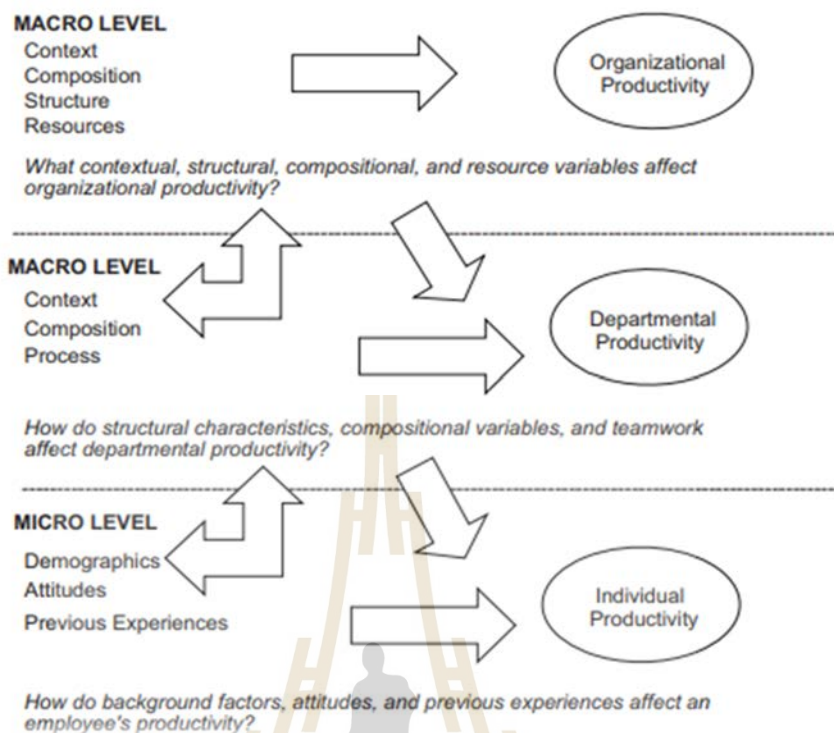 MACRO LEVEL
Context
Composition
Structure
Resources
Organizational
Productivity
What contextual, structural, compositional, and resource variables affect
organizational productivity?
MACRO LEVEL
Context
Composition
Process
Departmental
Productivity
How do structural characteristics, compositional variables, and teamwork
affect departmental productivity?
MICRO LEVEL
Demographics
Attitudes
Previous Experiences
Individual
Productivity
How do background factors, attitudes, and previous experiences affect an
employee's productivity?